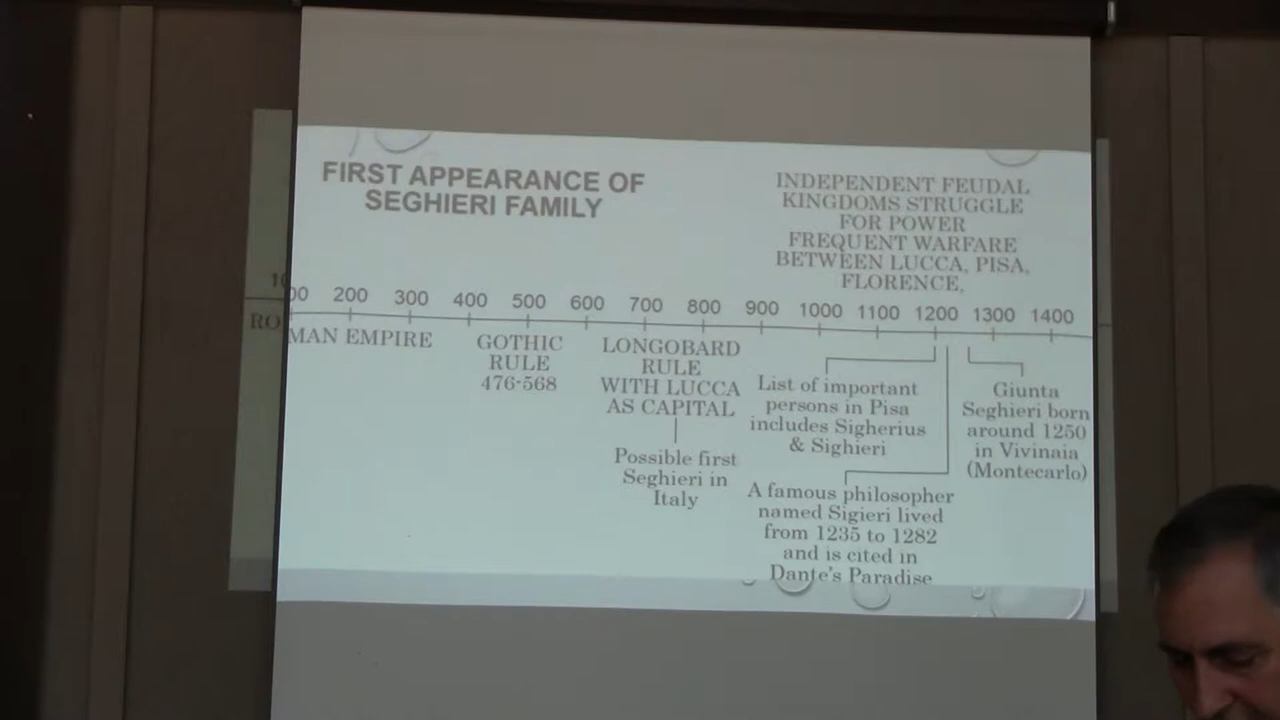 FIRST APPEARANCE OF
SEGHIERI FAMILY
INDEPENDENT FEUDAL
KINGDOMS STRUGGLE
FOR POWER
FREQUENT WARFARE
BETWEEN LUCCA, PISA,
FLORENCE,
10
00 200 300 400 500 600 700 800 900 1000 1100 1200 1300 1400
RO
MAN EMPIRE
GOTHIC
RULE
476-568
LONGOBARD
RULE
WITH LUCCA
AS CAPITAL
Possible first
Seghieri in
Italy
List of important
persons in Pisa
includes Sigherius
& Sighieri
A famous philosopher
named Sigieri lived
from 1235 to 1282
and is cited in
Dante's Paradise
Giunta
Seghieri born
around 1250
in Vivinaia
(Montecarlo)